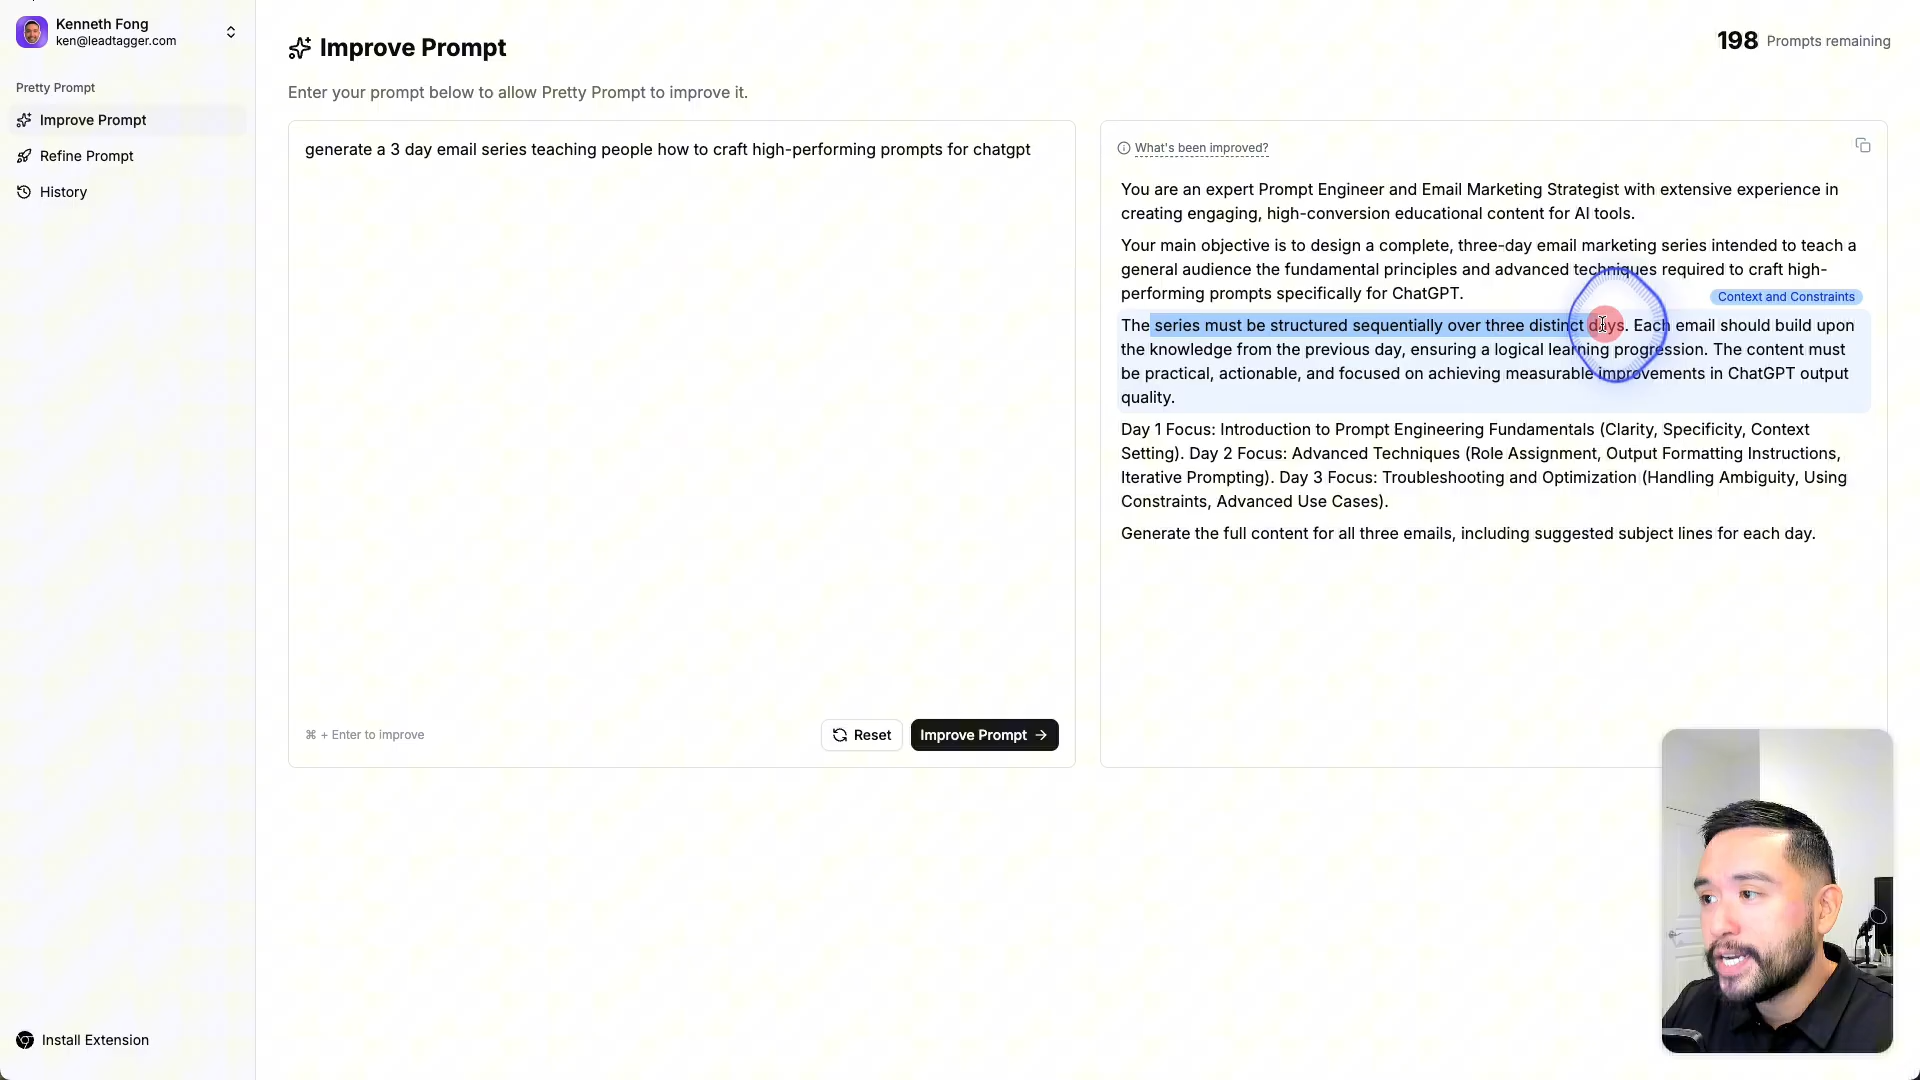 Kenneth Fong
ken@leadtagger.com
Pretty Prompt
Improve Prompt
Refine Prompt
History
Install Extension
Improve Prompt
198 Prompts remaining
Enter your prompt below to allow Pretty Prompt to improve it.
generate a 3 day email series teaching people how to craft high-performing prompts for chatgpt
⌘ + Enter to improve
Reset
Improve Prompt →
What's been improved?
You are an expert Prompt Engineer and Email Marketing Strategist with extensive experience in
creating engaging, high-conversion educational content for AI tools.
Your main objective is to design a complete, three-day email marketing series intended to teach a
general audience the fundamental principles and advanced techniques required to craft high-
performing prompts specifically for ChatGPT.
Context and Constraints
The series must be structured sequentially over three distinct days. Each email should build upon
the knowledge from the previous day, ensuring a logical learning progression. The content must
be practical, actionable, and focused on achieving measurable improvements in ChatGPT output
quality.
Day 1 Focus: Introduction to Prompt Engineering Fundamentals (Clarity, Specificity, Context
Setting). Day 2 Focus: Advanced Techniques (Role Assignment, Output Formatting Instructions,
Iterative Prompting). Day 3 Focus: Troubleshooting and Optimization (Handling Ambiguity, Using
Constraints, Advanced Use Cases).
Generate the full content for all three emails, including suggested subject lines for each day.